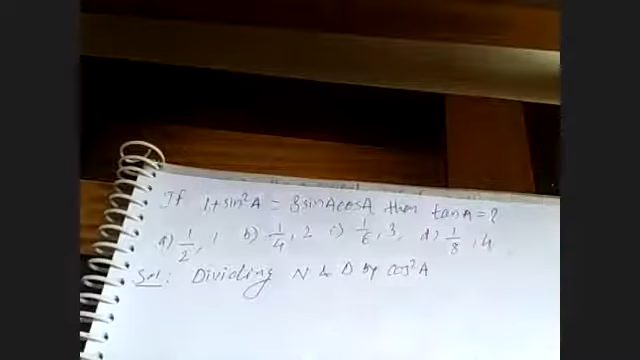 If 1+sin²A = 3sinAcosA then tanA=?
a) 1/2, 1 b) 1/4, 2 c) 1/6, 3, d) 1/8, 4
Sol: Dividing N & D by cos²A